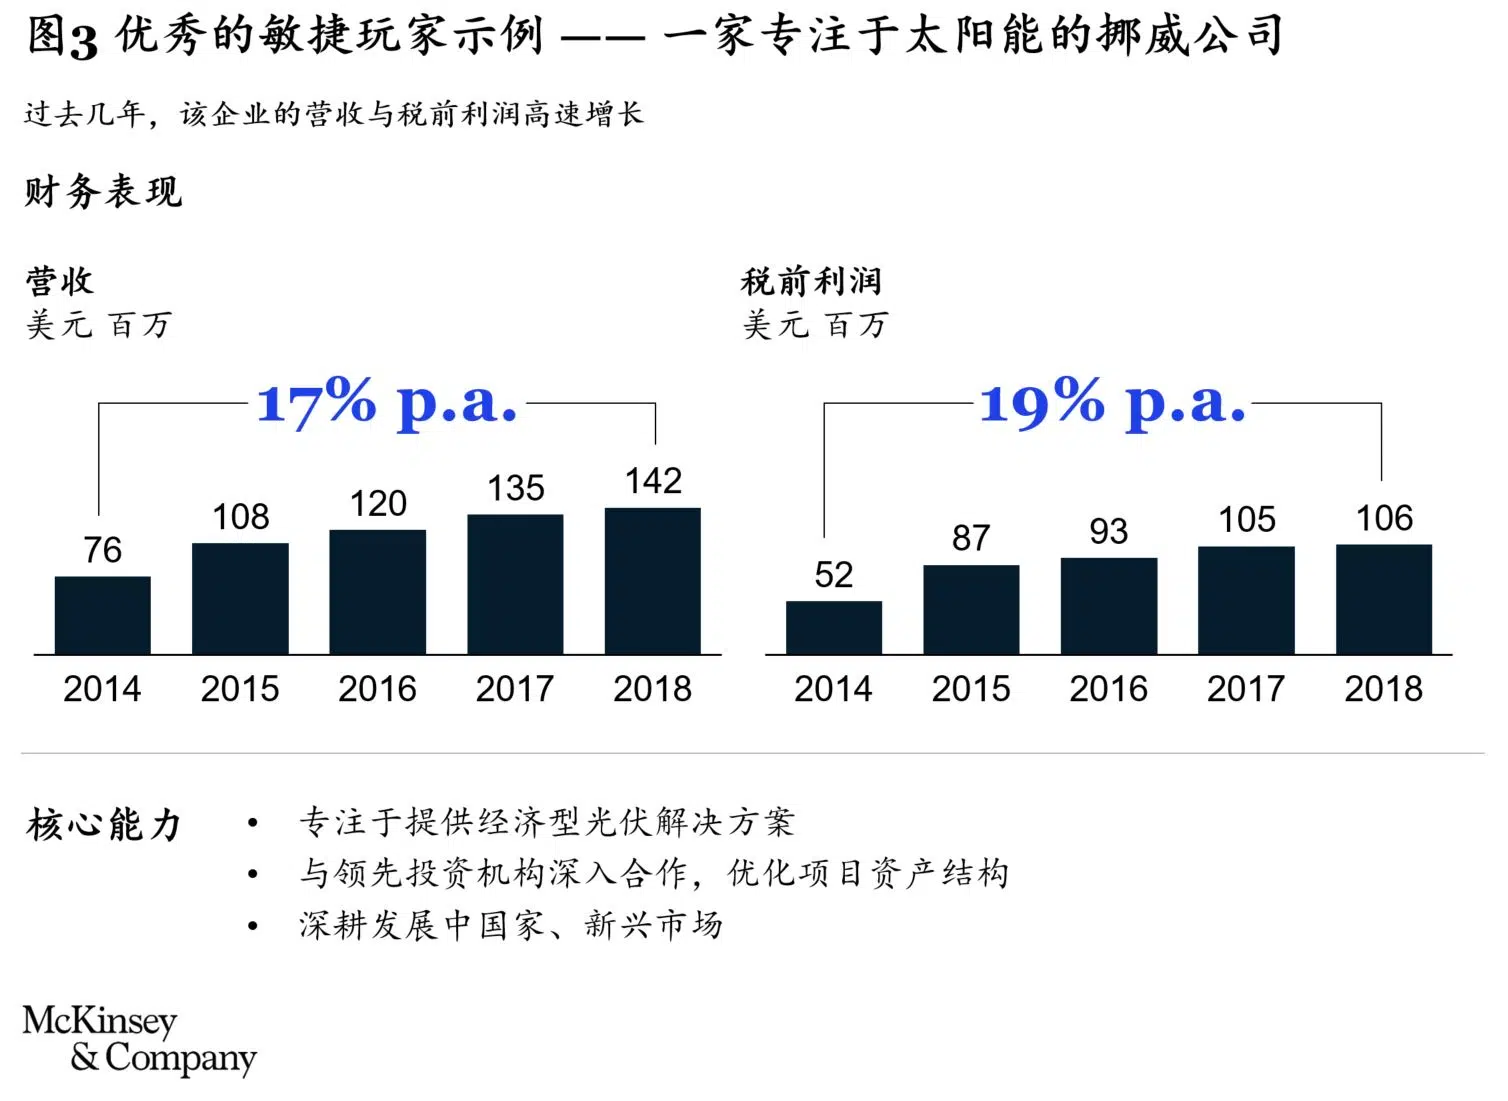 图3 优秀的敏捷玩家示例 —— 一家专注于太阳能的挪威公司
过去几年，该企业的营收与税前利润高速增长
财务表现
营收
美元 百万
17% p.a.
76
108
120
135
142
2014
2015
2016
2017
2018
税前利润
美元 百万
19% p.a.
52
87
93
105
106
2014
2015
2016
2017
2018
核心能力
• 专注于提供经济型光伏解决方案
• 与领先投资机构深入合作，优化项目资产结构
• 深耕发展中国家、新兴市场
McKinsey
& Company